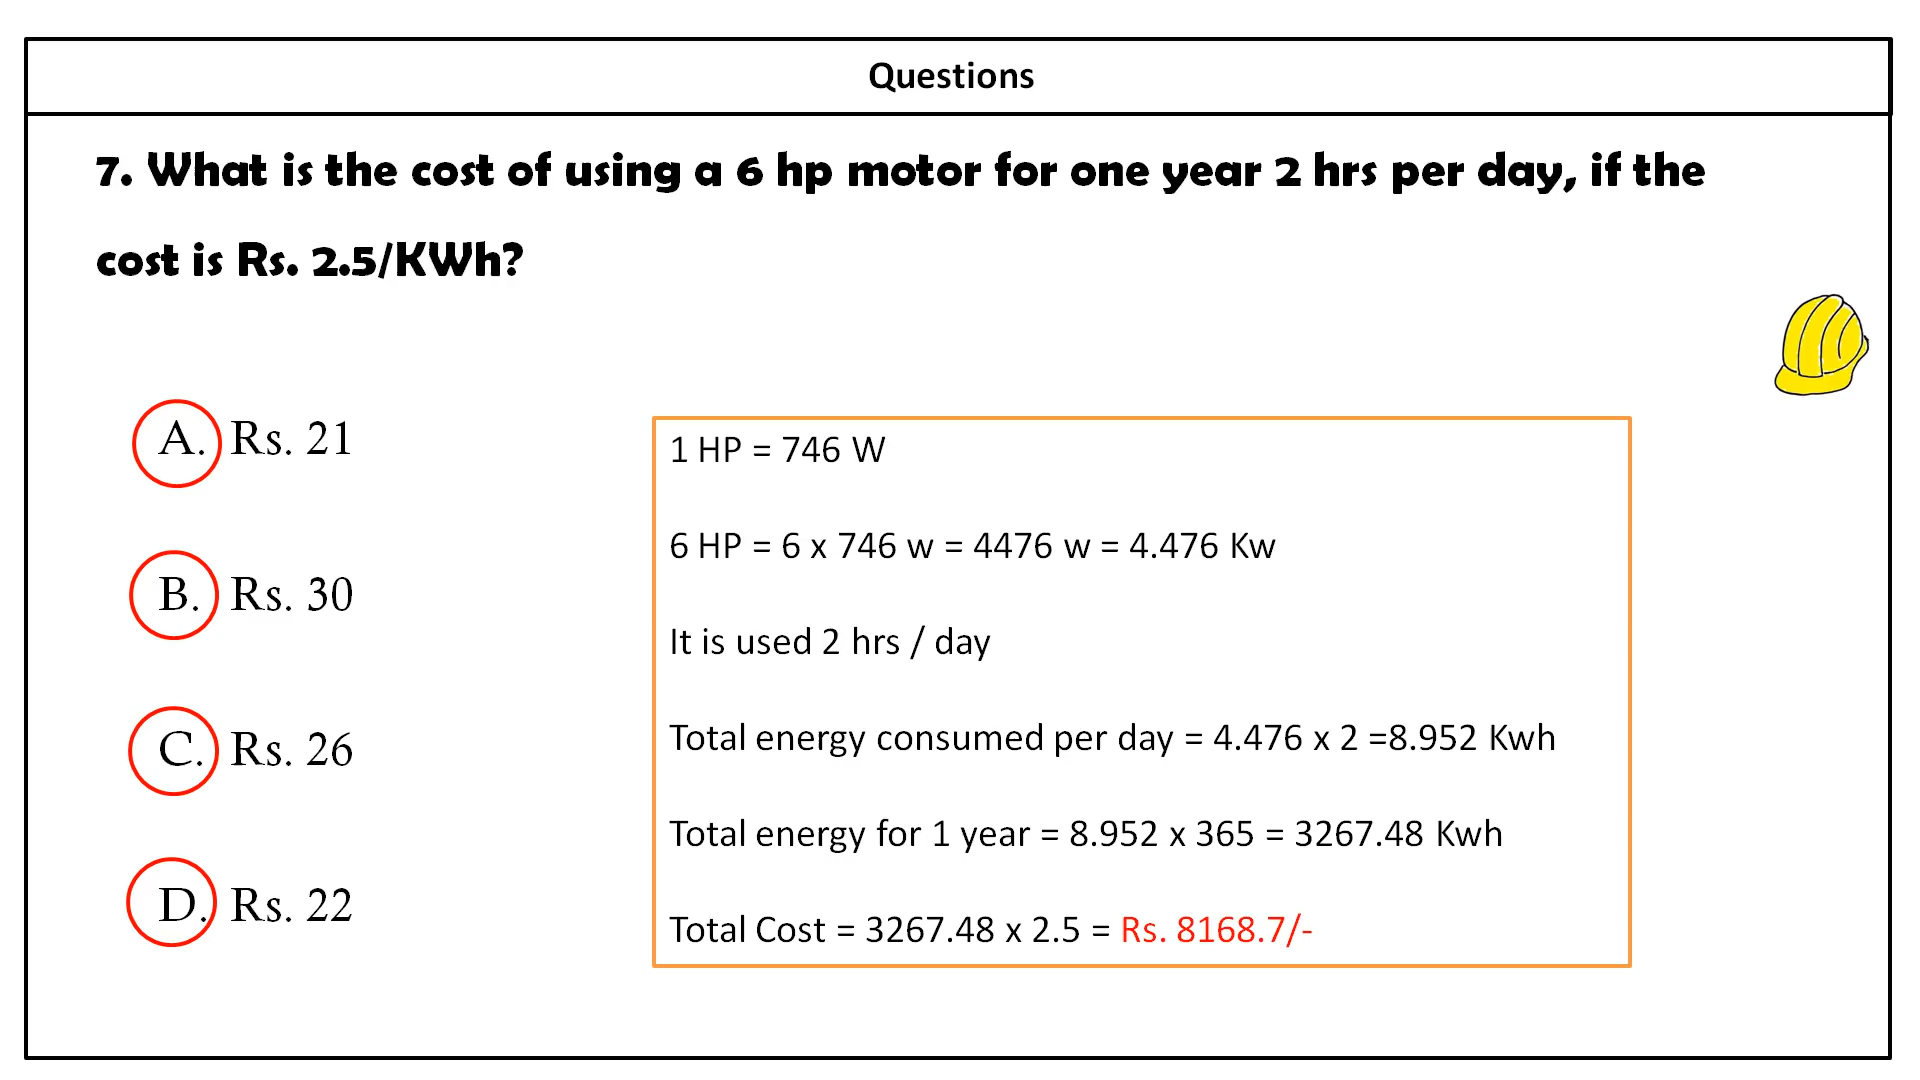 Questions
7. What is the cost of using a 6 hp motor for one year 2 hrs per day, if the
cost is Rs. 2.5/KWh?
A. Rs. 21
B. Rs. 30
C. Rs. 26
D. Rs. 22
1 HP = 746 W
6 HP = 6 x 746 w = 4476 w = 4.476 Kw
It is used 2 hrs / day
Total energy consumed per day = 4.476 x 2 =8.952 Kwh
Total energy for 1 year = 8.952 x 365 = 3267.48 Kwh
Total Cost = 3267.48 x 2.5 = Rs. 8168.7/-